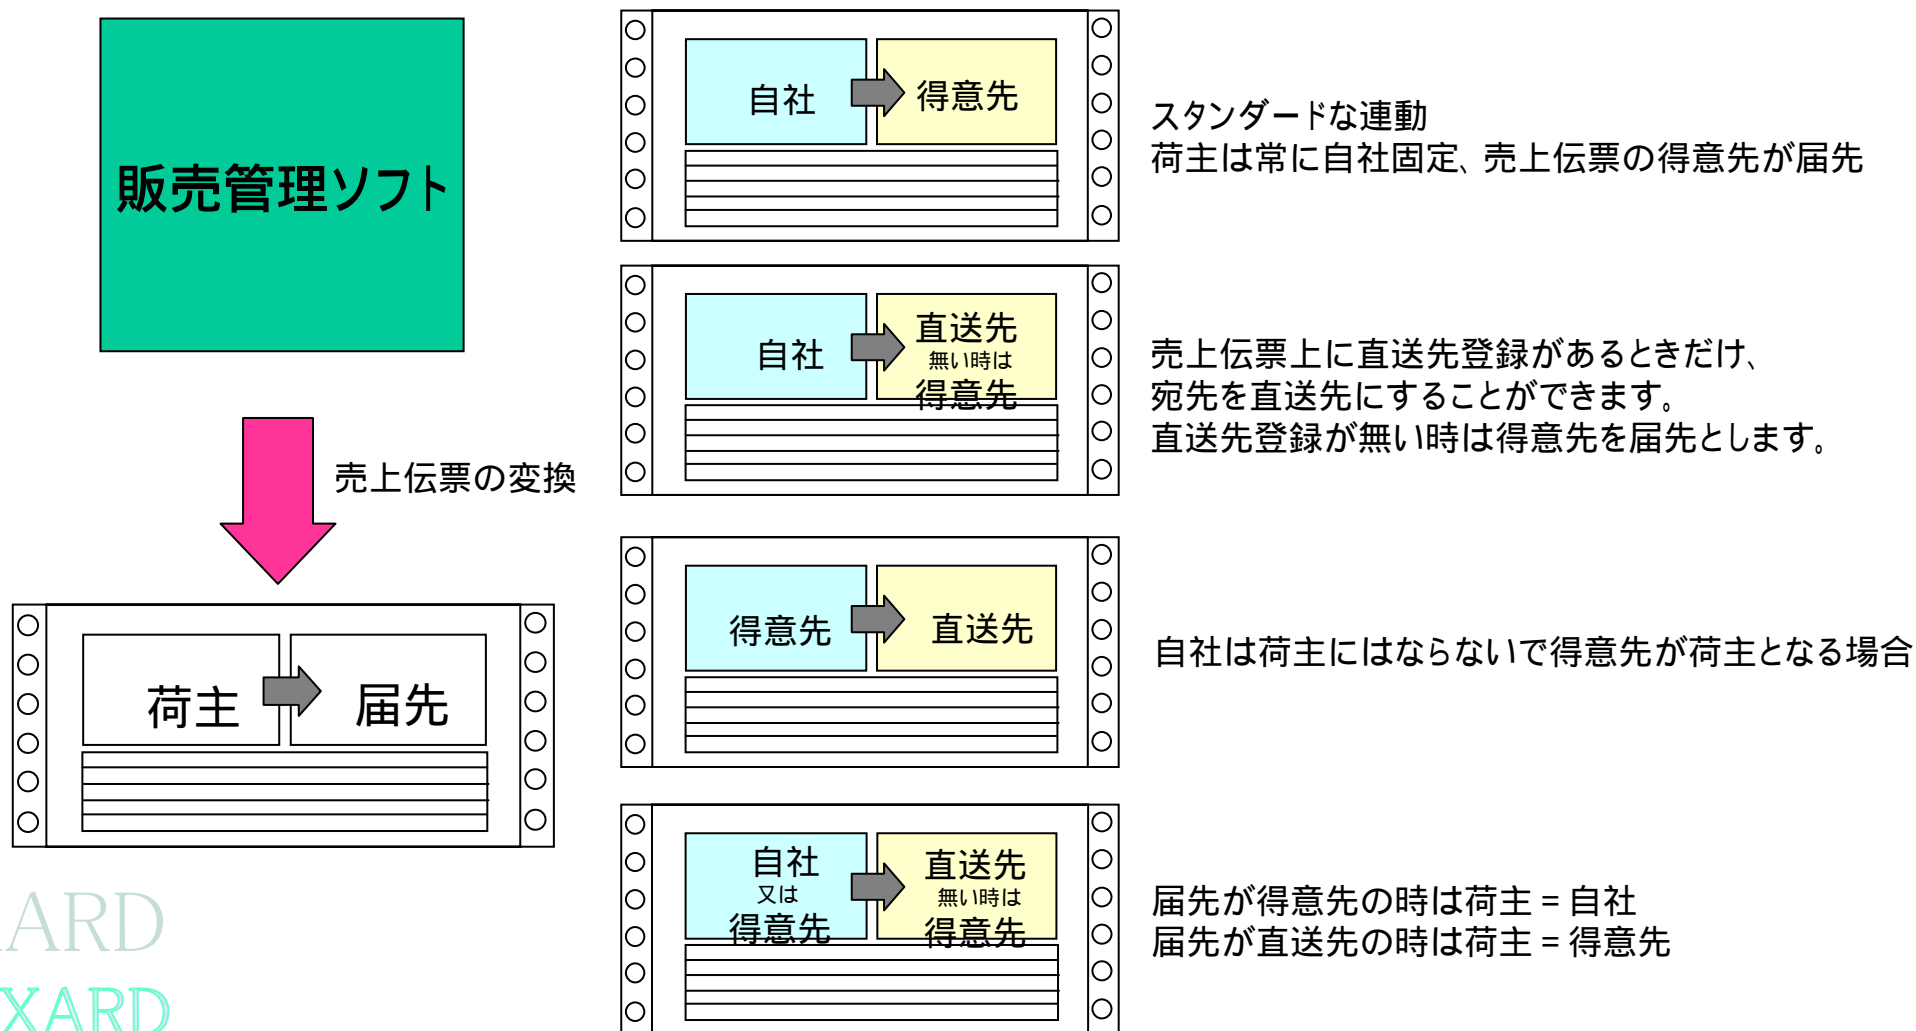 販売管理ソフト
売上伝票の変換
荷主
届先
自社
得意先
スタンダードな連動
荷主は常に自社固定、売上伝票の得意先が届先
自社
直送先
無い時は
得意先
売上伝票上に直送先登録があるときだけ、
宛先を直送先にすることができます。
直送先登録が無い時は得意先を届先とします。
得意先
直送先
自社は荷主にはならないで得意先が荷主となる場合
自社
又は
得意先
直送先
無い時は
得意先
届先が得意先の時は荷主 = 自社
届先が直送先の時は荷主 = 得意先
ARD
XARD